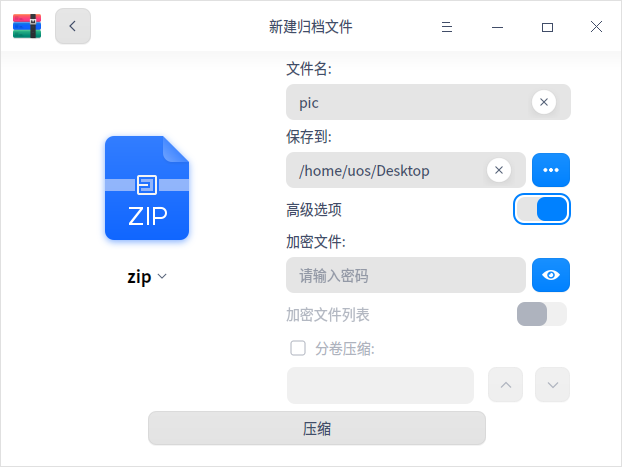 新建归档文件
文件名:
pic
保存到:
/home/uos/Desktop
高级选项
加密文件:
请输入密码
加密文件列表
分卷压缩:
ZIP
zip
压缩